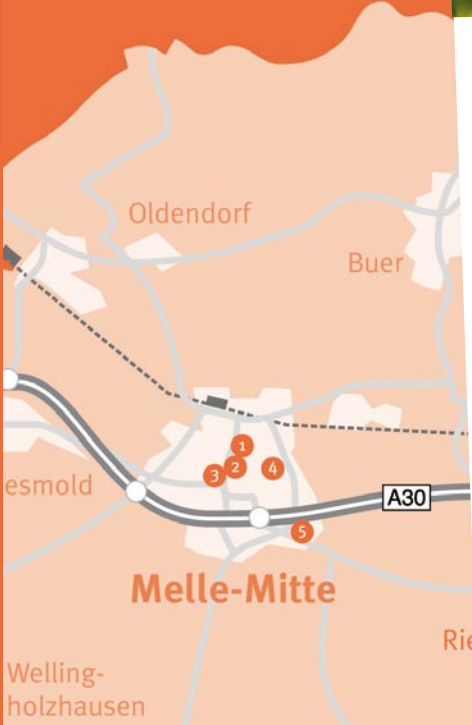 Oldendorf
Buer
1
2
3
4
esmold
A30
5
Melle-Mitte
Rie
Welling-
holzhausen